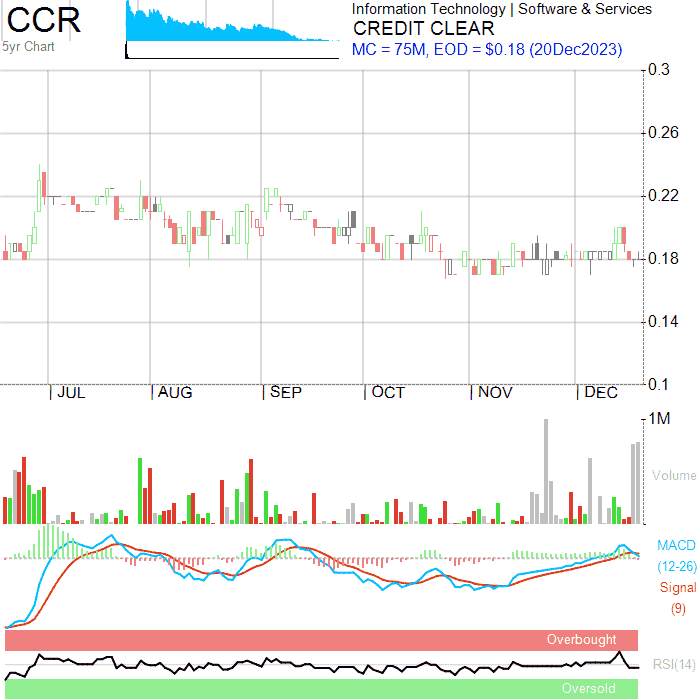 CCR
5yr Chart
Information Technology | Software & Services
CREDIT CLEAR
MC = 75M, EOD = $0.18 (20Dec2023)
0.3
0.26
0.22
0.18
0.14
0.1
JUL AUG SEP OCT NOV DEC
1M
Volume
MACD
(12-26)
Signal
(9)
Overbought
RSI(14)
Oversold